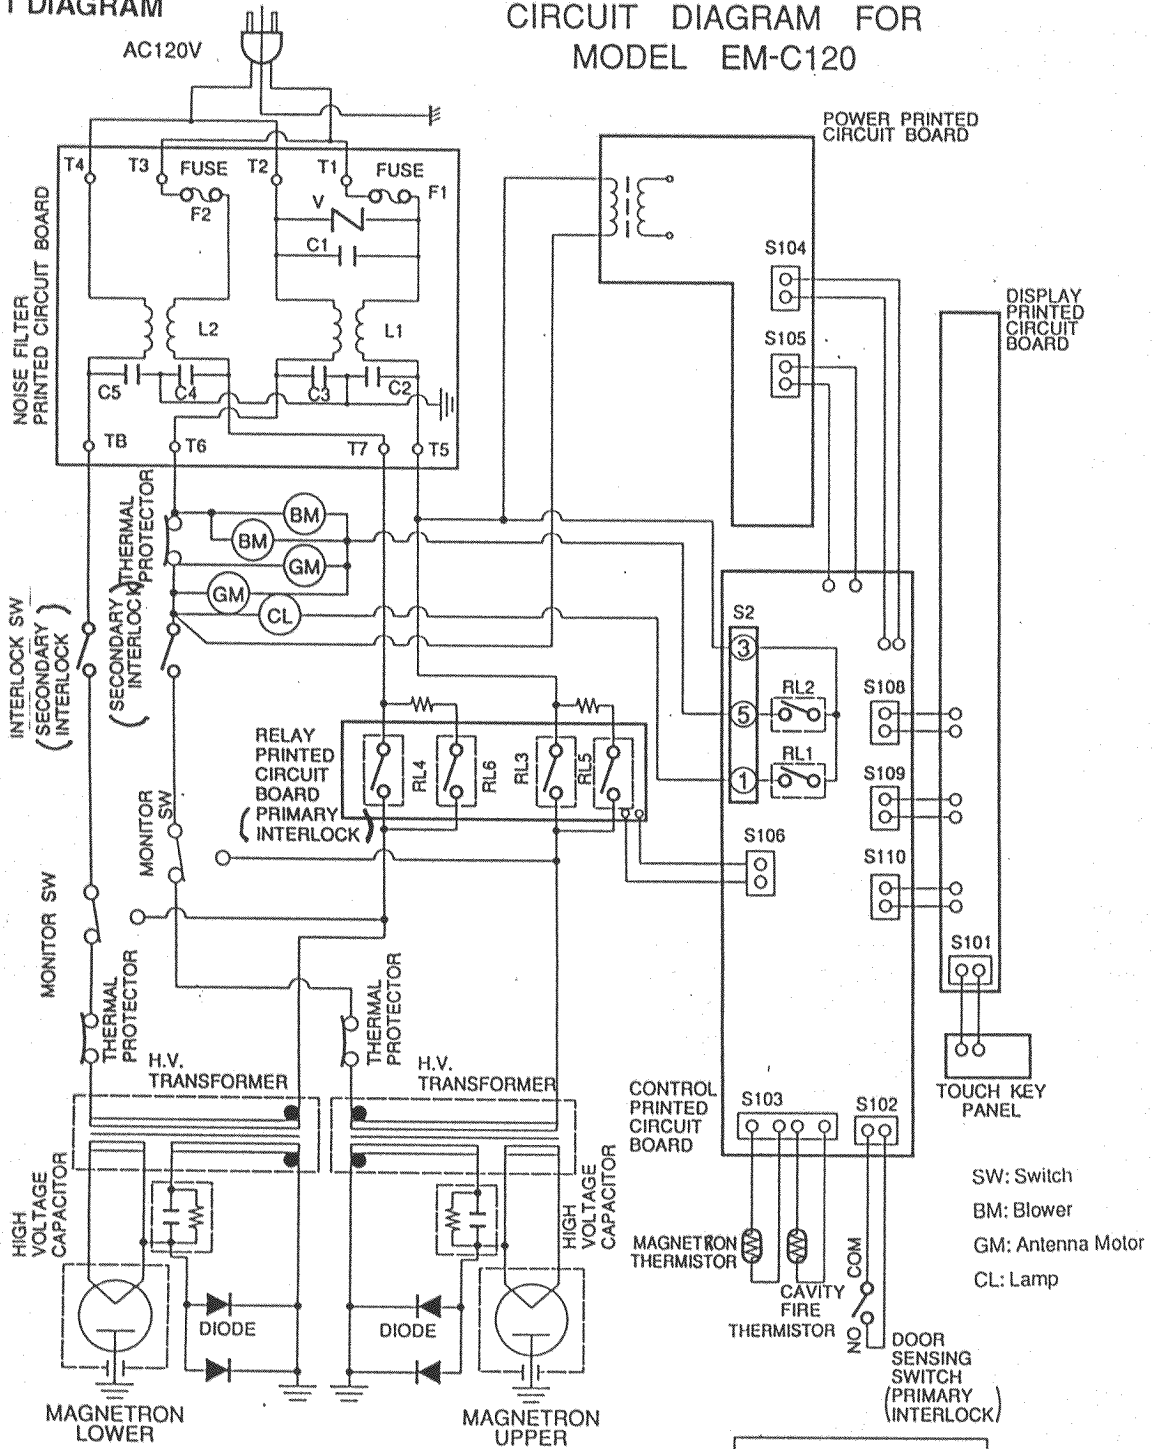 T DIAGRAM
CIRCUIT DIAGRAM FOR
MODEL EM-C120
AC120V
POWER PRINTED
CIRCUIT BOARD
NOISE FILTER
PRINTED CIRCUIT BOARD
T4
T3
FUSE
T2
T1
FUSE
F1
F2
V
C1
L2
L1
C5
C4
C3
C2
TB
T6
T7
T5
S104
S105
DISPLAY
PRINTED
CIRCUIT
BOARD
THERMAL
PROTECTOR
BM
BM
GM
GM
CL
INTERLOCK SW
(SECONDARY
INTERLOCK)
(SECONDARY
INTERLOCK)
S2
3
5
1
RL2
RL1
S108
S109
S110
S106
S101
RELAY
PRINTED
CIRCUIT
BOARD
(PRIMARY
INTERLOCK)
RL4
RL6
RL3
RL5
MONITOR
SW
MONITOR SW
THERMAL
PROTECTOR
THERMAL
PROTECTOR
H.V.
TRANSFORMER
H.V.
TRANSFORMER
TOUCH KEY
PANEL
CONTROL
PRINTED
CIRCUIT
BOARD
S103
S102
HIGH
VOLTAGE
CAPACITOR
HIGH
VOLTAGE
CAPACITOR
DIODE
DIODE
MAGNETRON
LOWER
MAGNETRON
UPPER
MAGNETRON
THERMISTOR
CAVITY
FIRE
THERMISTOR
COM
NO
DOOR
SENSING
SWITCH
(PRIMARY
INTERLOCK)
SW: Switch
BM: Blower
GM: Antenna Motor
CL: Lamp